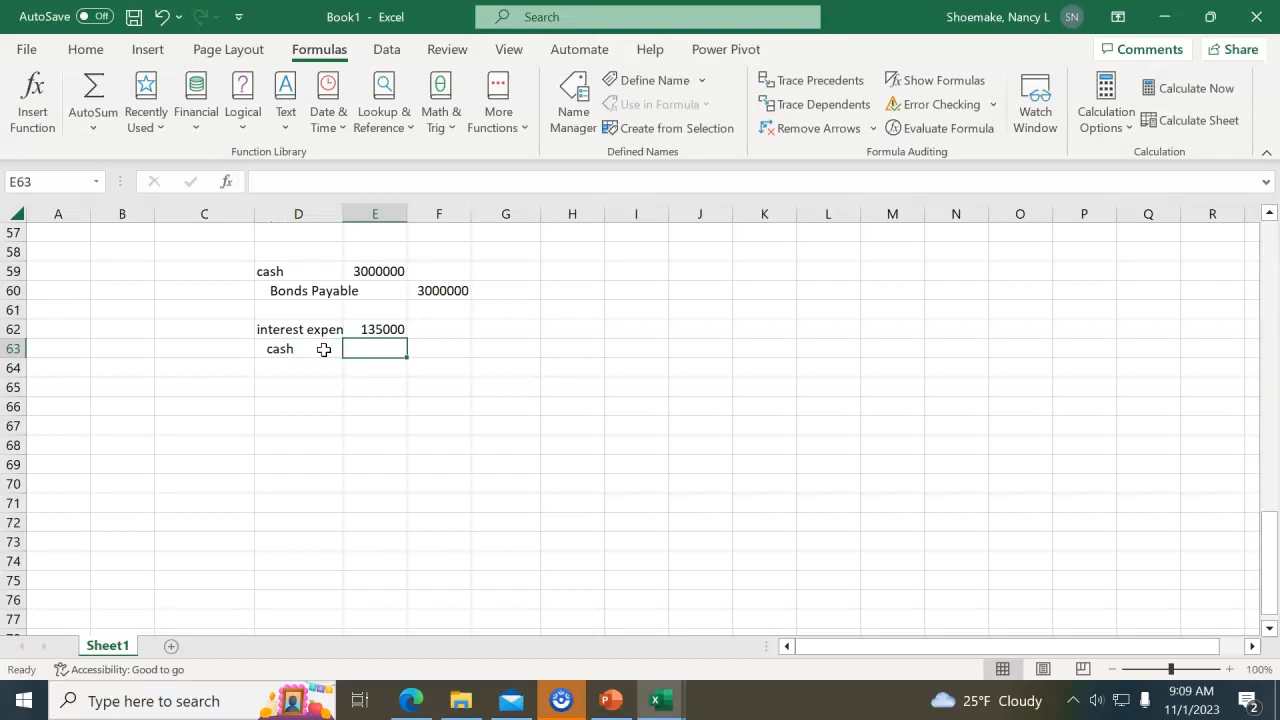 AutoSave Off Book1 - Excel Search Shoemake, Nancy L SN
File Home Insert Page Layout Formulas Data Review View Automate Help Power Pivot Comments Share
Insert Function
AutoSum
Recently Used
Financial
Logical
Text
Date & Time
Lookup & Reference
Math & Trig
More Functions
Function Library
Name Manager
Define Name
Use in Formula
Create from Selection
Defined Names
Trace Precedents
Trace Dependents
Remove Arrows
Show Formulas
Error Checking
Evaluate Formula
Formula Auditing
Watch Window
Calculation Options
Calculate Now
Calculate Sheet
Calculation
E63 fx
A B C D E F G H I J K L M N O P Q R
57
58
59 cash 3000000
60 Bonds Payable 3000000
61
62 interest expen 135000
63 cash
64
65
66
67
68
69
70
71
72
73
74
75
76
77
Sheet1
Ready Accessibility: Good to go 100%
Type here to search 25°F Cloudy 9:09 AM
11/1/2023 2